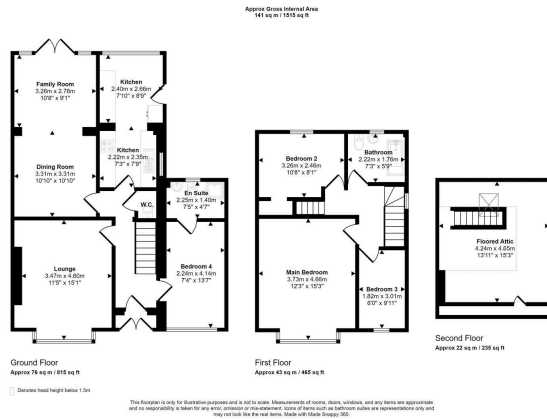 Approx Gross Internal Area
141 sq m / 1515 sq ft
Family Room
3.26m x 2.76m
10'8" x 9'1"
Kitchen
2.40m x 2.66m
7'10" x 8'9"
Dining Room
3.31m x 3.31m
10'10" x 10'10"
Kitchen
2.22m x 2.35m
7'3" x 7'9"
W.C.
En Suite
2.25m x 1.40m
7'5" x 4'7"
Lounge
3.47m x 4.60m
11'5" x 15'1"
Bedroom 4
2.24m x 4.14m
7'4" x 13'7"
Ground Floor
Approx 76 sq m / 815 sq ft
Denotes head height below 1.5m
Bedroom 2
3.26m x 2.46m
10'8" x 8'1"
Bathroom
2.22m x 1.76m
7'3" x 5'9"
Main Bedroom
3.73m x 4.66m
12'3" x 15'3"
Bedroom 3
1.82m x 3.01m
6'0" x 9'11"
First Floor
Approx 43 sq m / 465 sq ft
Floored Attic
4.24m x 4.65m
13'11" x 15'3"
Second Floor
Approx 22 sq m / 235 sq ft
This floorplan is only for illustrative purposes and is not to scale. Measurements of rooms, doors, windows, and any items are approximate
and no responsibility is taken for any error, omission or mis-statement. Icons of items such as bathroom suites are representations only and
may not look like the real items. Made with Made Snappy 360.